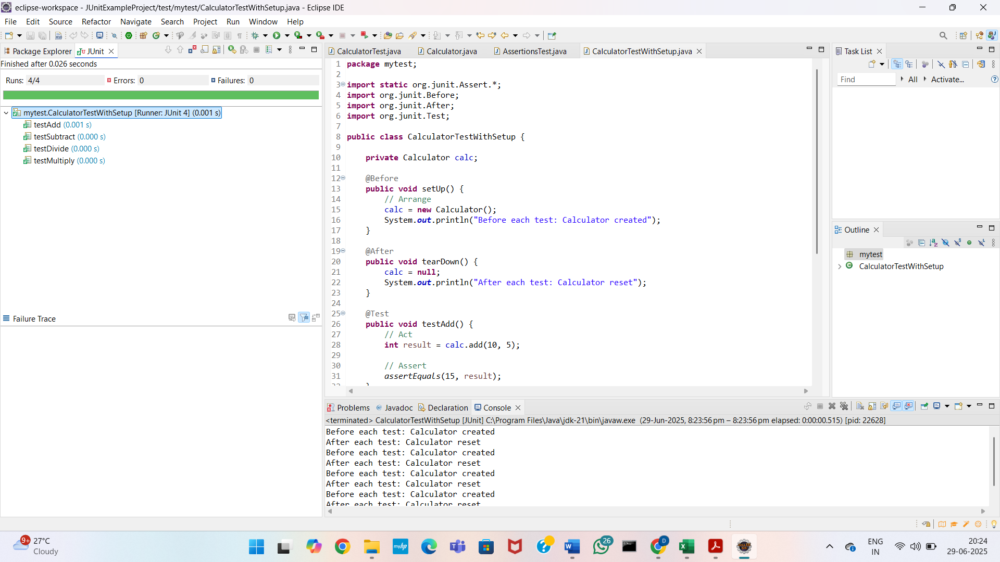 eclipse-workspace - JUnitExampleProject/test/mytest/CalculatorTestWithSetup.java - Eclipse IDE
File Edit Source Refactor Navigate Search Project Run Window Help
Package Explorer JUnit
Finished after 0.026 seconds
Runs: 4/4 Errors: 0 Failures: 0
mytest.CalculatorTestWithSetup [Runner: JUnit 4] (0.001 s)
testAdd (0.001 s)
testSubtract (0.000 s)
testDivide (0.000 s)
testMultiply (0.000 s)
Failure Trace
CalculatorTest.java Calculator.java AssertionsTest.java CalculatorTestWithSetup.java
1 package mytest;
2
3 import static org.junit.Assert.*;
4 import org.junit.Before;
5 import org.junit.After;
6 import org.junit.Test;
7
8 public class CalculatorTestWithSetup {
9
10 private Calculator calc;
11
12 @Before
13 public void setUp() {
14 // Arrange
15 calc = new Calculator();
16 System.out.println("Before each test: Calculator created");
17 }
18
19 @After
20 public void tearDown() {
21 calc = null;
22 System.out.println("After each test: Calculator reset");
23 }
24
25 @Test
26 public void testAdd() {
27 // Act
28 int result = calc.add(10, 5);
29
30 // Assert
31 assertEquals(15, result);
Task List
Find All Activate...
Outline
mytest
CalculatorTestWithSetup
Problems @ Javadoc Declaration Console
<terminated> CalculatorTestWithSetup [JUnit] C:\Program Files\Java\jdk-21\bin\javaw.exe (29-Jun-2025, 8:23:56 pm – 8:23:56 pm elapsed: 0:00:00.515) [pid: 22628]
Before each test: Calculator created
After each test: Calculator reset
Before each test: Calculator created
After each test: Calculator reset
Before each test: Calculator created
After each test: Calculator reset
Before each test: Calculator created
After each test: Calculator reset
9+
27°C
Cloudy
myhp
26
D
ENG
IN
20:24
29-06-2025